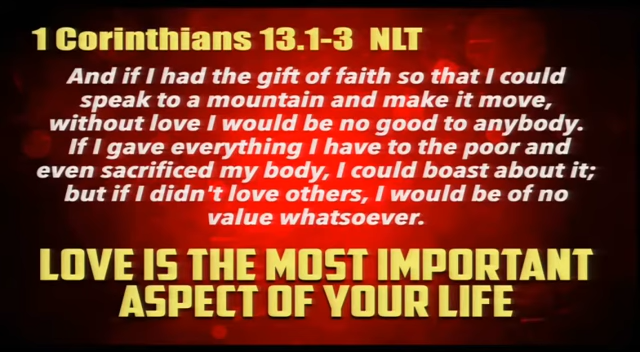 1 Corinthians 13.1-3 NLT
And if I had the gift of faith so that I could
speak to a mountain and make it move,
without love I would be no good to anybody.
If I gave everything I have to the poor and
even sacrificed my body, I could boast about it;
but if I didn't love others, I would be of no
value whatsoever.
LOVE IS THE MOST IMPORTANT
ASPECT OF YOUR LIFE